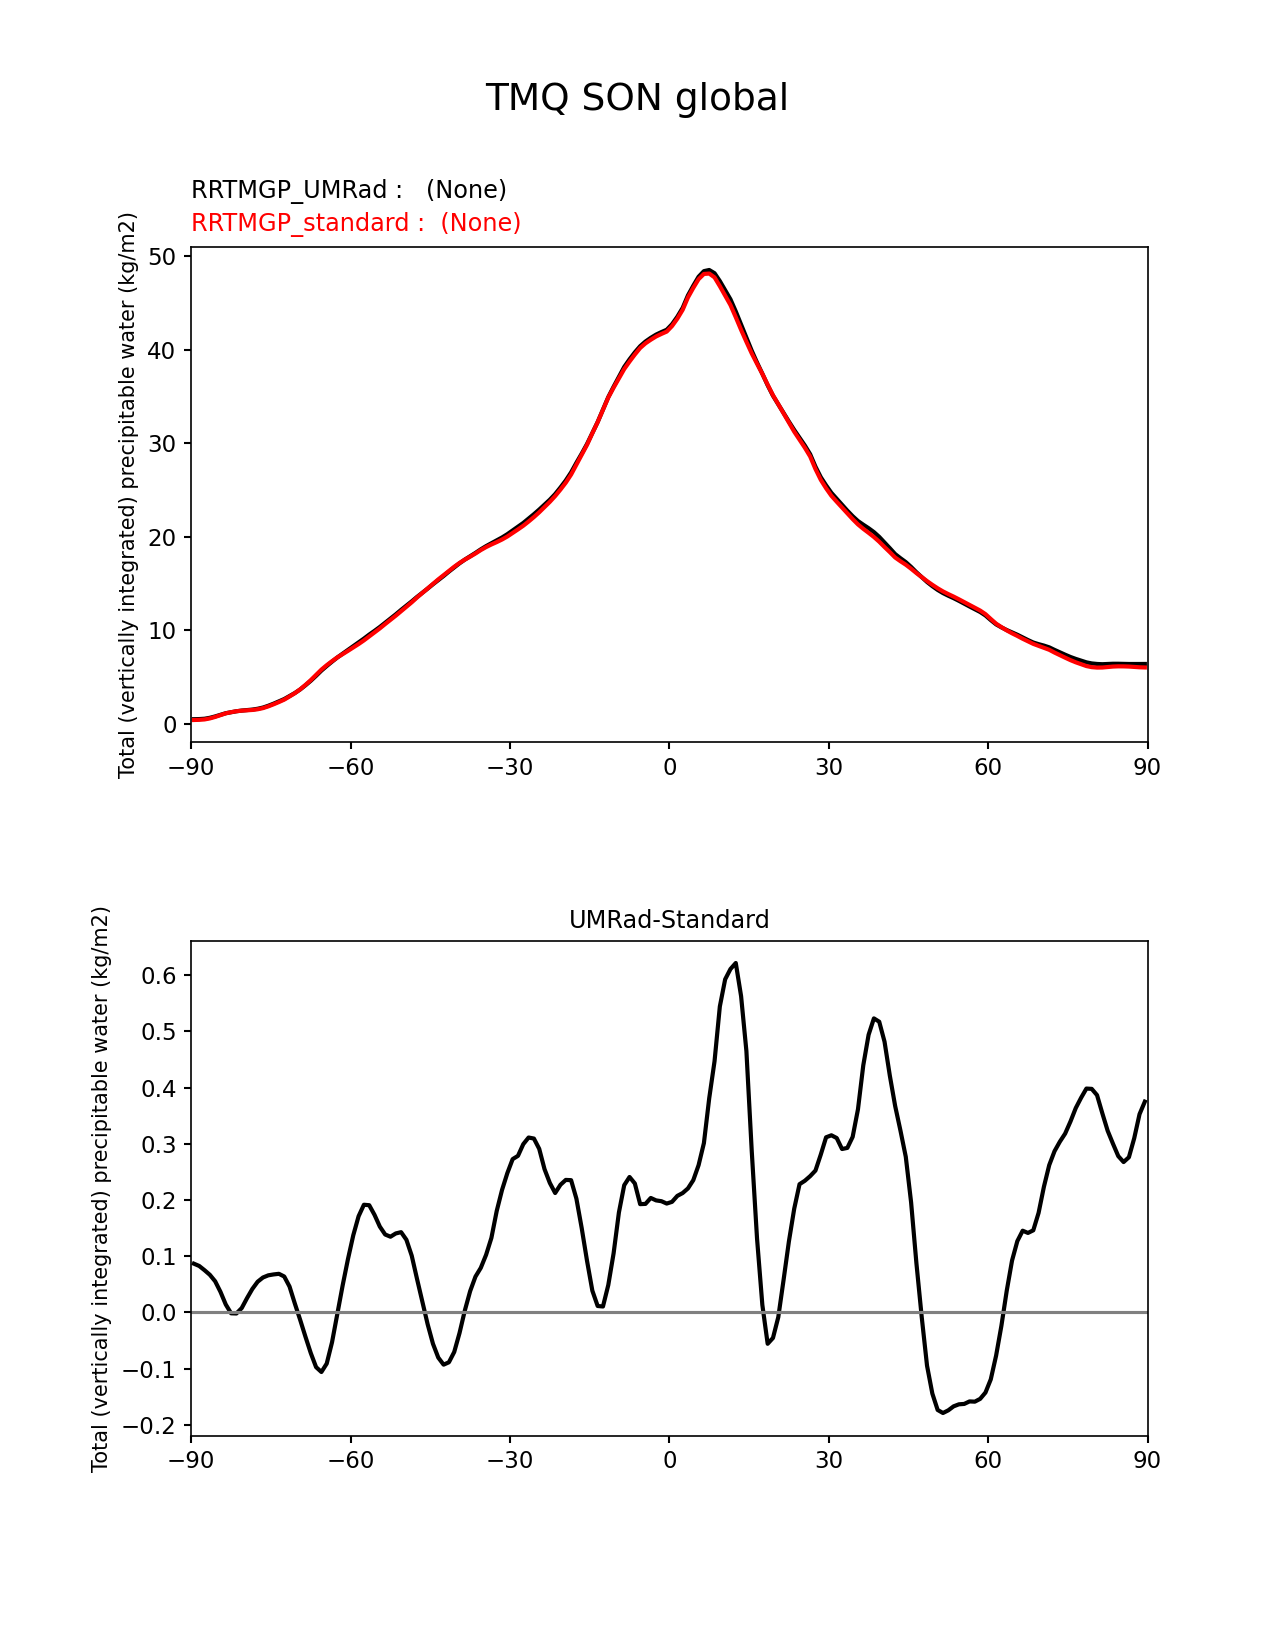 TMQ SON global
RRTMGP_UMRad :   (None)
RRTMGP_standard :  (None)
Total (vertically integrated) precipitable water (kg/m2)
50
40
30
20
10
0
−90 −60 −30 0 30 60 90
UMRad-Standard
Total (vertically integrated) precipitable water (kg/m2)
0.6
0.5
0.4
0.3
0.2
0.1
0.0
−0.1
−0.2
−90 −60 −30 0 30 60 90